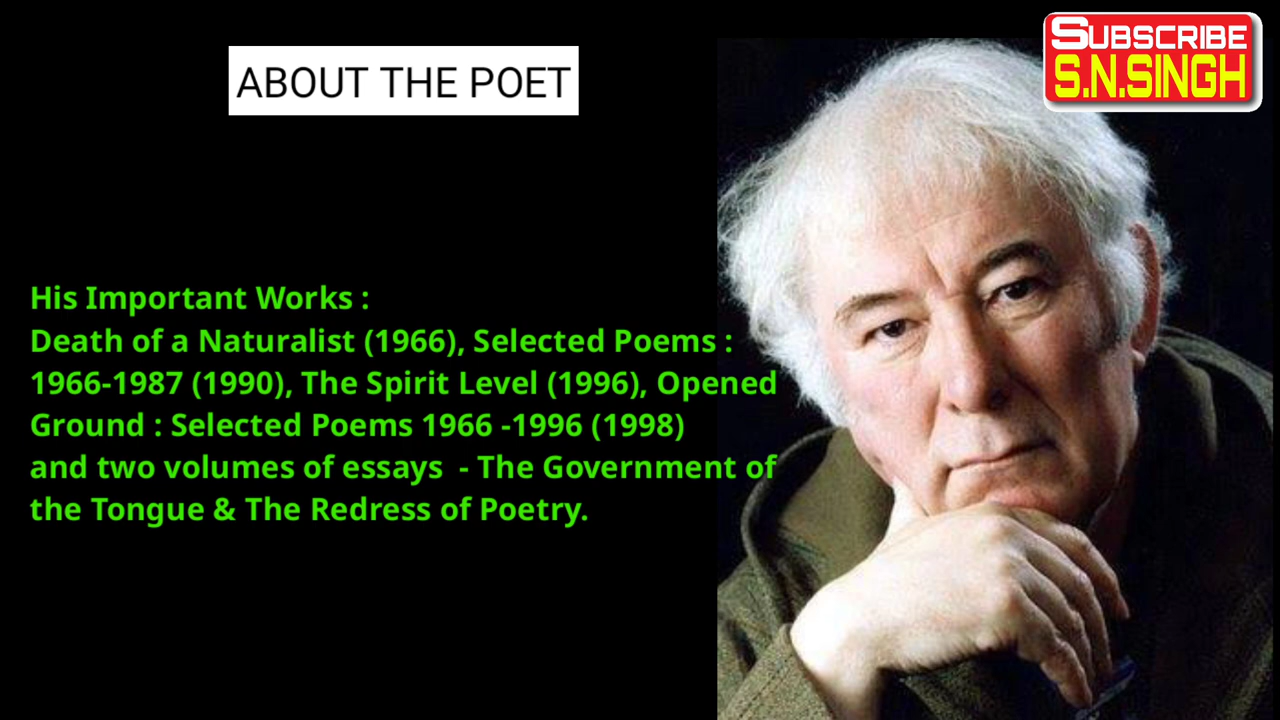 SUBSCRIBE
S.N.SINGH
ABOUT THE POET
His Important Works :
Death of a Naturalist (1966), Selected Poems :
1966-1987 (1990), The Spirit Level (1996), Opened
Ground : Selected Poems 1966 -1996 (1998)
and two volumes of essays  - The Government of
the Tongue & The Redress of Poetry.